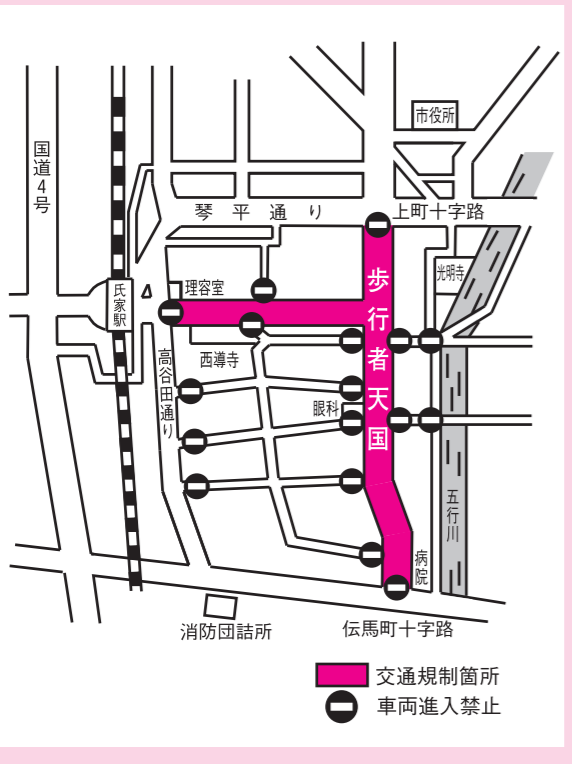 市役所
国道4号
琴平通り
上町十字路
光明寺
理容室
氏家駅
歩行者天国
西導寺
高谷田通り
眼科
五行川
病院
消防団詰所
伝馬町十字路
交通規制箇所
車両進入禁止